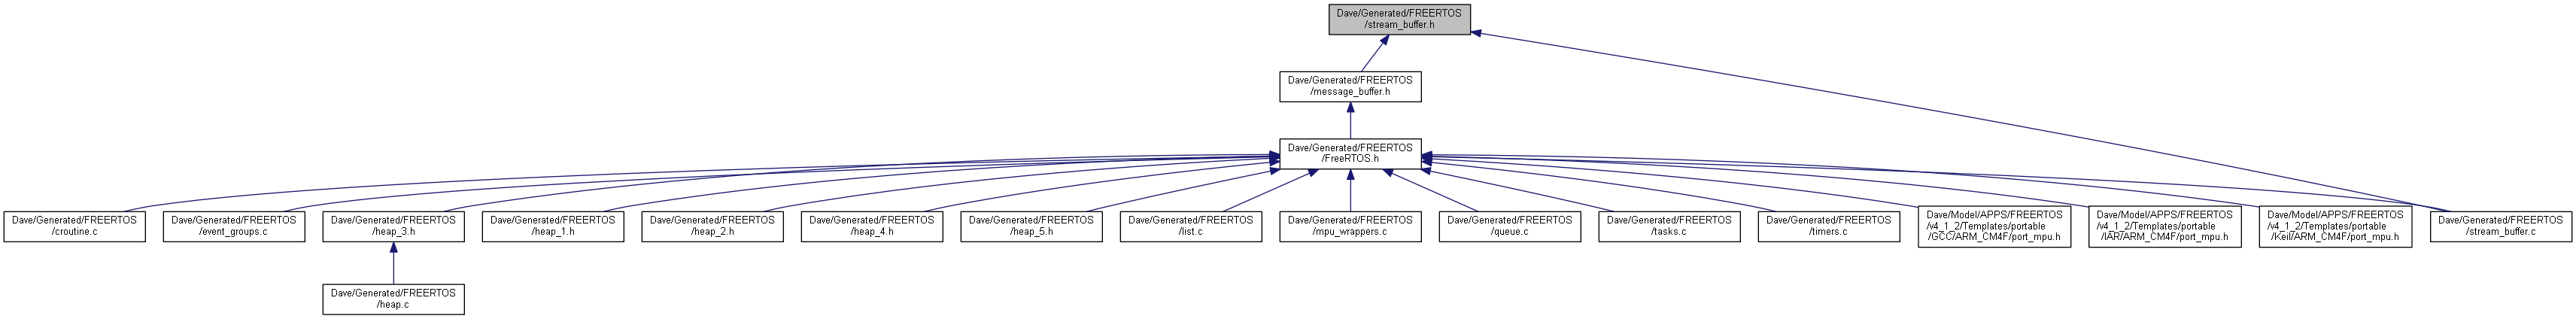 Dave/Generated/FREERTOS
/stream_buffer.h
Dave/Generated/FREERTOS
/message_buffer.h
Dave/Generated/FREERTOS
/FreeRTOS.h
Dave/Generated/FREERTOS
/croutine.c
Dave/Generated/FREERTOS
/event_groups.c
Dave/Generated/FREERTOS
/heap_3.h
Dave/Generated/FREERTOS
/heap_1.h
Dave/Generated/FREERTOS
/heap_2.h
Dave/Generated/FREERTOS
/heap_4.h
Dave/Generated/FREERTOS
/heap_5.h
Dave/Generated/FREERTOS
/list.c
Dave/Generated/FREERTOS
/mpu_wrappers.c
Dave/Generated/FREERTOS
/queue.c
Dave/Generated/FREERTOS
/tasks.c
Dave/Generated/FREERTOS
/timers.c
Dave/Model/APPS/FREERTOS
/v4_1_2/Templates/portable
/GCC/ARM_CM4F/port_mpu.h
Dave/Model/APPS/FREERTOS
/v4_1_2/Templates/portable
/IAR/ARM_CM4F/port_mpu.h
Dave/Model/APPS/FREERTOS
/v4_1_2/Templates/portable
/Keil/ARM_CM4F/port_mpu.h
Dave/Generated/FREERTOS
/stream_buffer.c
Dave/Generated/FREERTOS
/heap.c